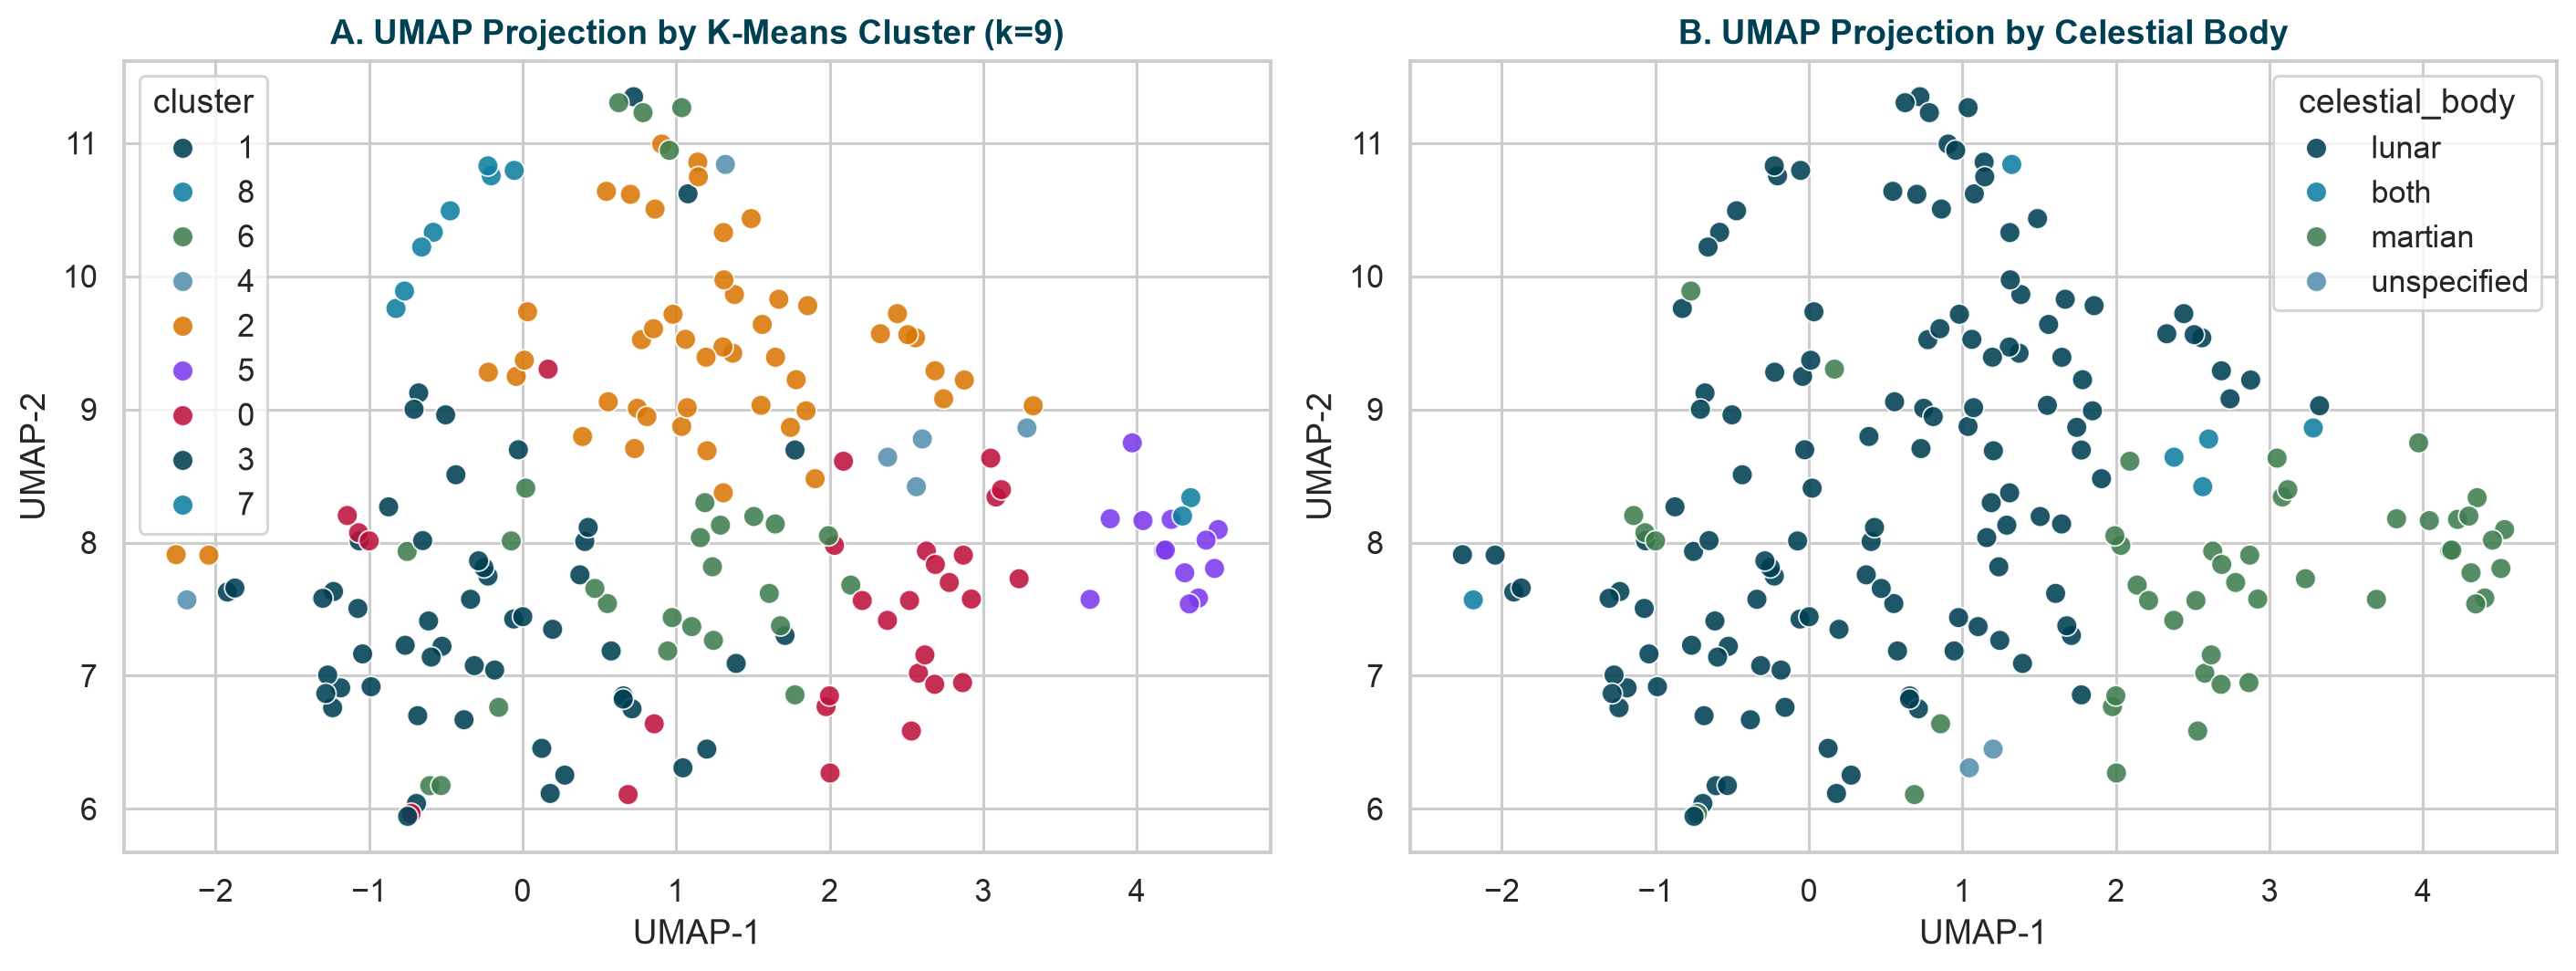 A. UMAP Projection by K-Means Cluster (k=9)
cluster
1
8
6
4
2
5
0
3
7
UMAP-2
11
10
9
8
7
6
−2 −1 0 1 2 3 4
UMAP-1
B. UMAP Projection by Celestial Body
celestial_body
lunar
both
martian
unspecified
UMAP-2
11
10
9
8
7
6
−2 −1 0 1 2 3 4
UMAP-1